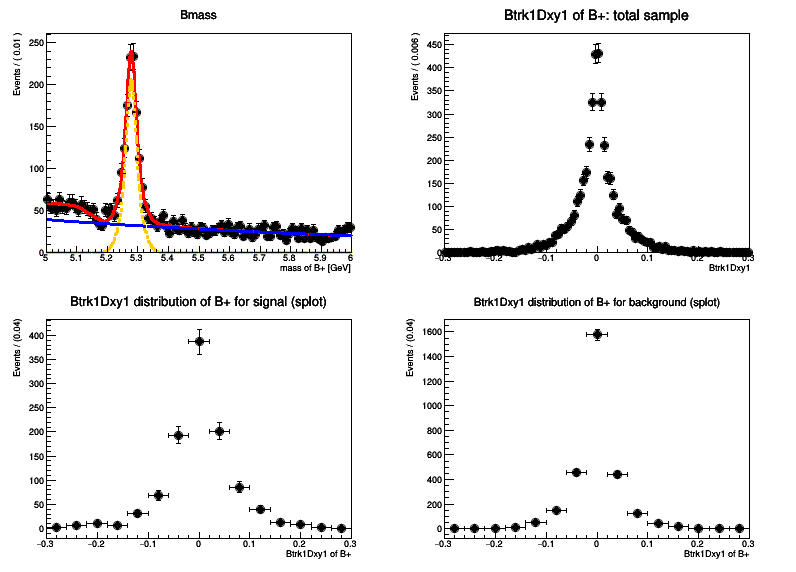 Bmass
Events / ( 0.01 )
250
200
150
100
50
0
5 5.1 5.2 5.3 5.4 5.5 5.6 5.7 5.8 5.9 6
mass of B+ [GeV]
Btrk1Dxy1 of B+: total sample
Events / ( 0.006 )
450
400
350
300
250
200
150
100
50
0
−0.3 −0.2 −0.1 0 0.1 0.2 0.3
Btrk1Dxy1
Btrk1Dxy1 distribution of B+ for signal (splot)
Events / (0.04)
400
350
300
250
200
150
100
50
0
−0.3 −0.2 −0.1 0 0.1 0.2 0.3
Btrk1Dxy1 of B+
Btrk1Dxy1 distribution of B+ for background (splot)
Events / (0.04)
1600
1400
1200
1000
800
600
400
200
0
−0.3 −0.2 −0.1 0 0.1 0.2 0.3
Btrk1Dxy1 of B+